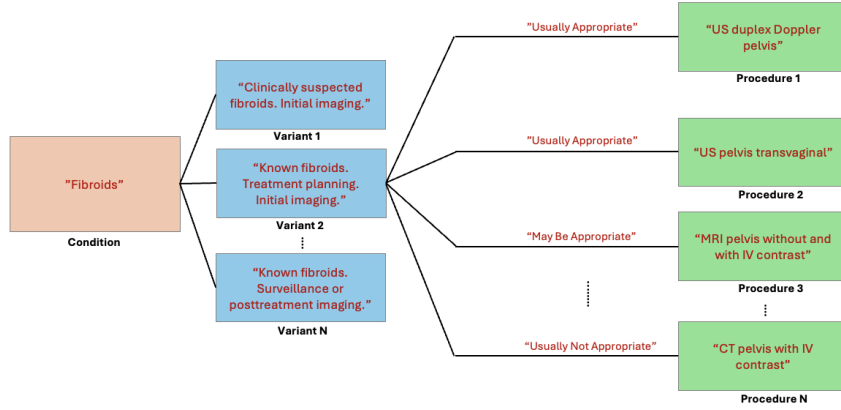 ”Fibroids”
Condition
“Clinically suspected
fibroids. Initial imaging.”
Variant 1
“Known fibroids.
Treatment planning.
Initial imaging.”
Variant 2
“Known fibroids.
Surveillance or
posttreatment imaging.”
Variant N
”Usually Appropriate”
”Usually Appropriate”
”May Be Appropriate”
”Usually Not Appropriate”
“US duplex Doppler
pelvis”
Procedure 1
“US pelvis transvaginal”
Procedure 2
“MRI pelvis without and
with IV contrast”
Procedure 3
“CT pelvis with IV
contrast”
Procedure N